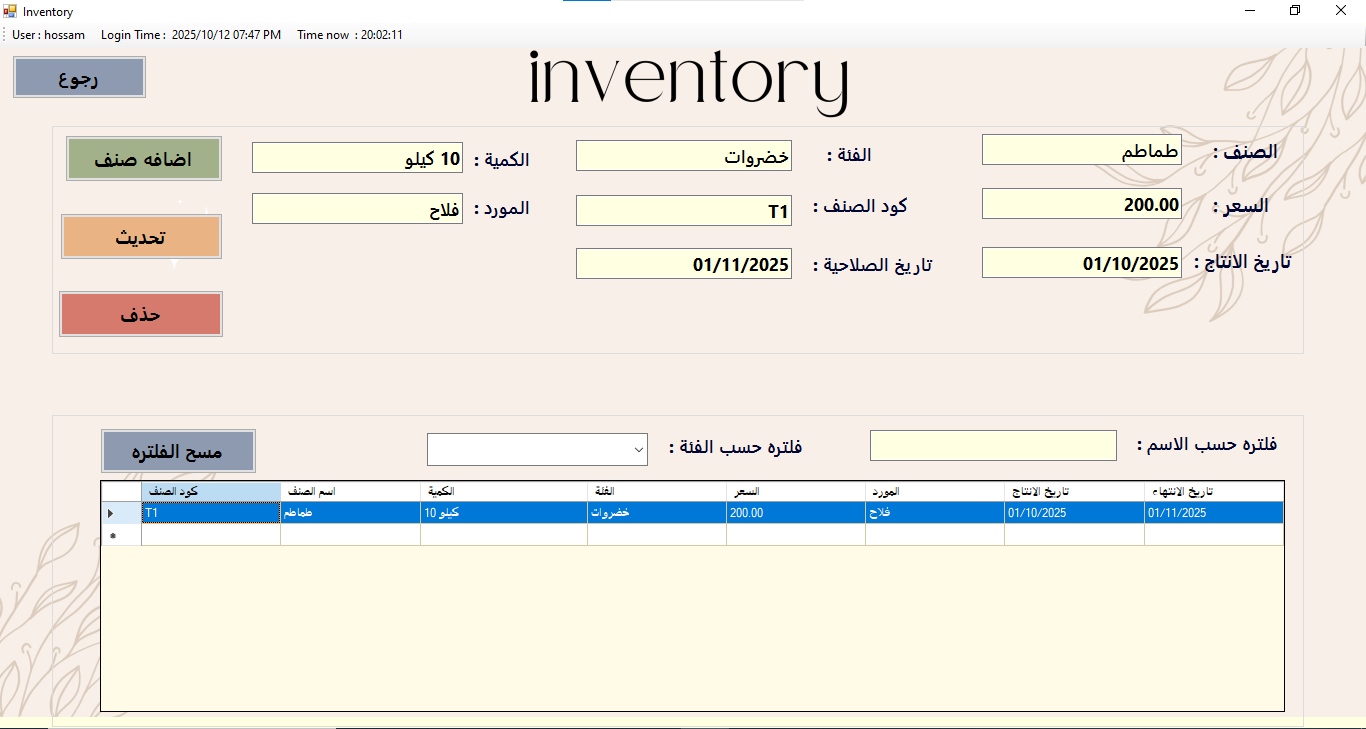 Inventory
User : hossam Login Time : 2025/10/12 07:47 PM Time now : 20:02:11
رجوع
inventory
الصنف : طماطم
الفئة : خضروات
الكمية : 10 كيلو
اضافه صنف
السعر : 200.00
كود الصنف : T1
المورد : فلاح
تحديث
تاريخ الانتاج : 01/10/2025
تاريخ الصلاحية : 01/11/2025
حذف
فلتره حسب الاسم :
فلتره حسب الفئة :
مسح الفلتره
كود الصنف اسم الصنف الكمية الفئة السعر المورد تاريخ الانتاج تاريخ الانتهاء
T1 طماطم 10 كيلو خضروات 200.00 فلاح 01/10/2025 01/11/2025